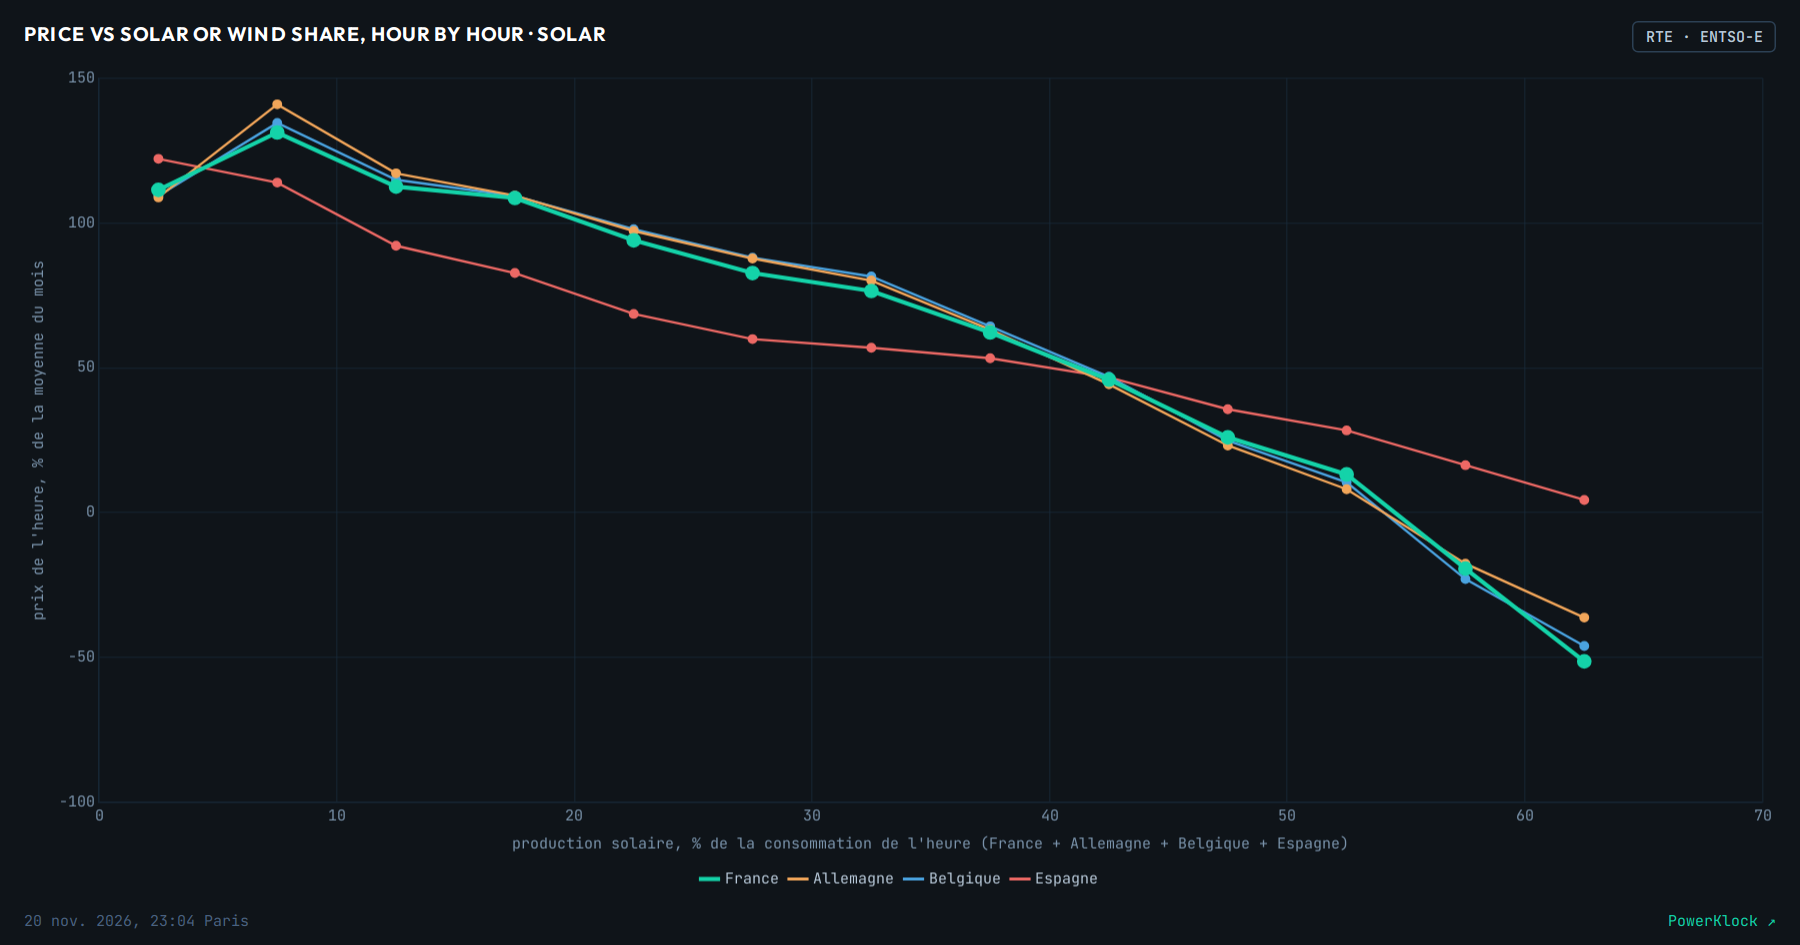 PRICE VS SOLAR OR WIND SHARE, HOUR BY HOUR · SOLAR
RTE · ENTSO-E
prix de l'heure, % de la moyenne du mois
150
100
50
0
-50
-100
0 10 20 30 40 50 60 70
production solaire, % de la consommation de l'heure (France + Allemagne + Belgique + Espagne)
France Allemagne Belgique Espagne
20 nov. 2026, 23:04 Paris
PowerKlock ↗